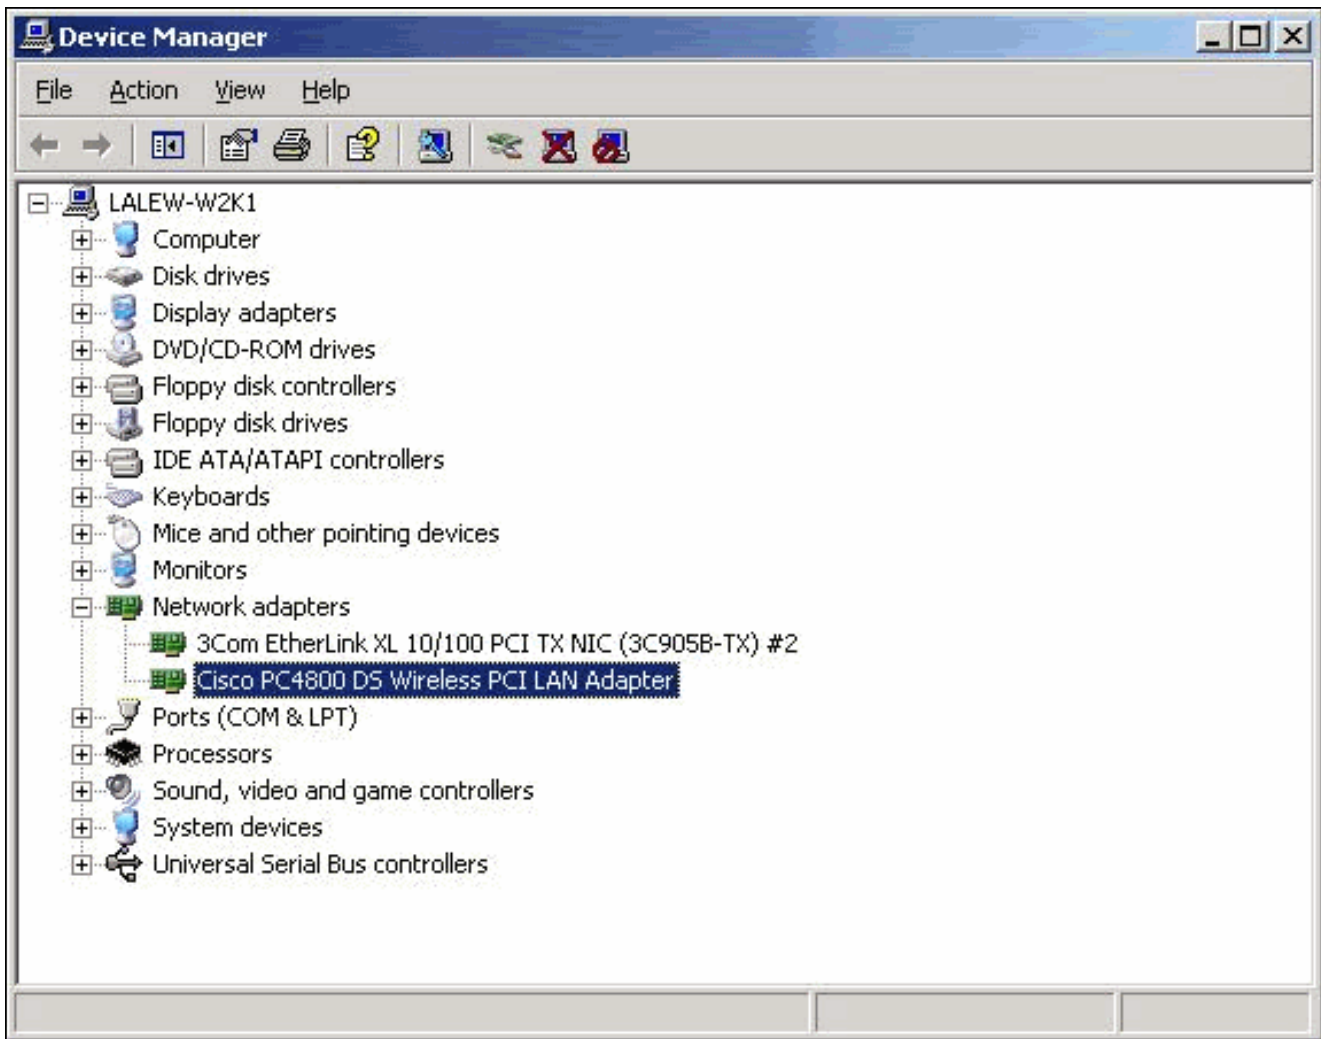 Device Manager
File Action View Help
LALEW-W2K1
Computer
Disk drives
Display adapters
DVD/CD-ROM drives
Floppy disk controllers
Floppy disk drives
IDE ATA/ATAPI controllers
Keyboards
Mice and other pointing devices
Monitors
Network adapters
3Com EtherLink XL 10/100 PCI TX NIC (3C905B-TX) #2
Cisco PC4800 DS Wireless PCI LAN Adapter
Ports (COM & LPT)
Processors
Sound, video and game controllers
System devices
Universal Serial Bus controllers